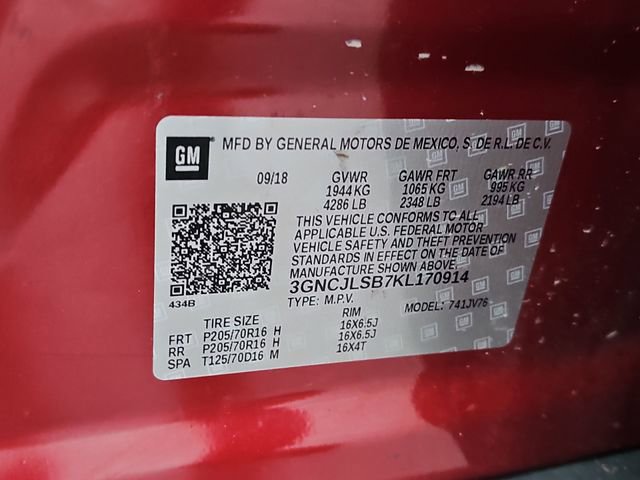 GM MFD BY GENERAL MOTORS DE MEXICO, S. DE R.L. DE C.V.
09/18 GVWR GAWR FRT GAWR RR
1944 KG 1065 KG 995 KG
4286 LB 2348 LB 2194 LB
THIS VEHICLE CONFORMS TO ALL
APPLICABLE U.S. FEDERAL MOTOR
VEHICLE SAFETY AND THEFT PREVENTION
STANDARDS IN EFFECT ON THE DATE OF
MANUFACTURE SHOWN ABOVE.
3GNCJLSB7KL170914
434B TYPE: M.P.V. MODEL: 741JV76
TIRE SIZE RIM
FRT P205/70R16 H 16X6.5J
RR P205/70R16 H 16X6.5J
SPA T125/70D16 M 16X4T